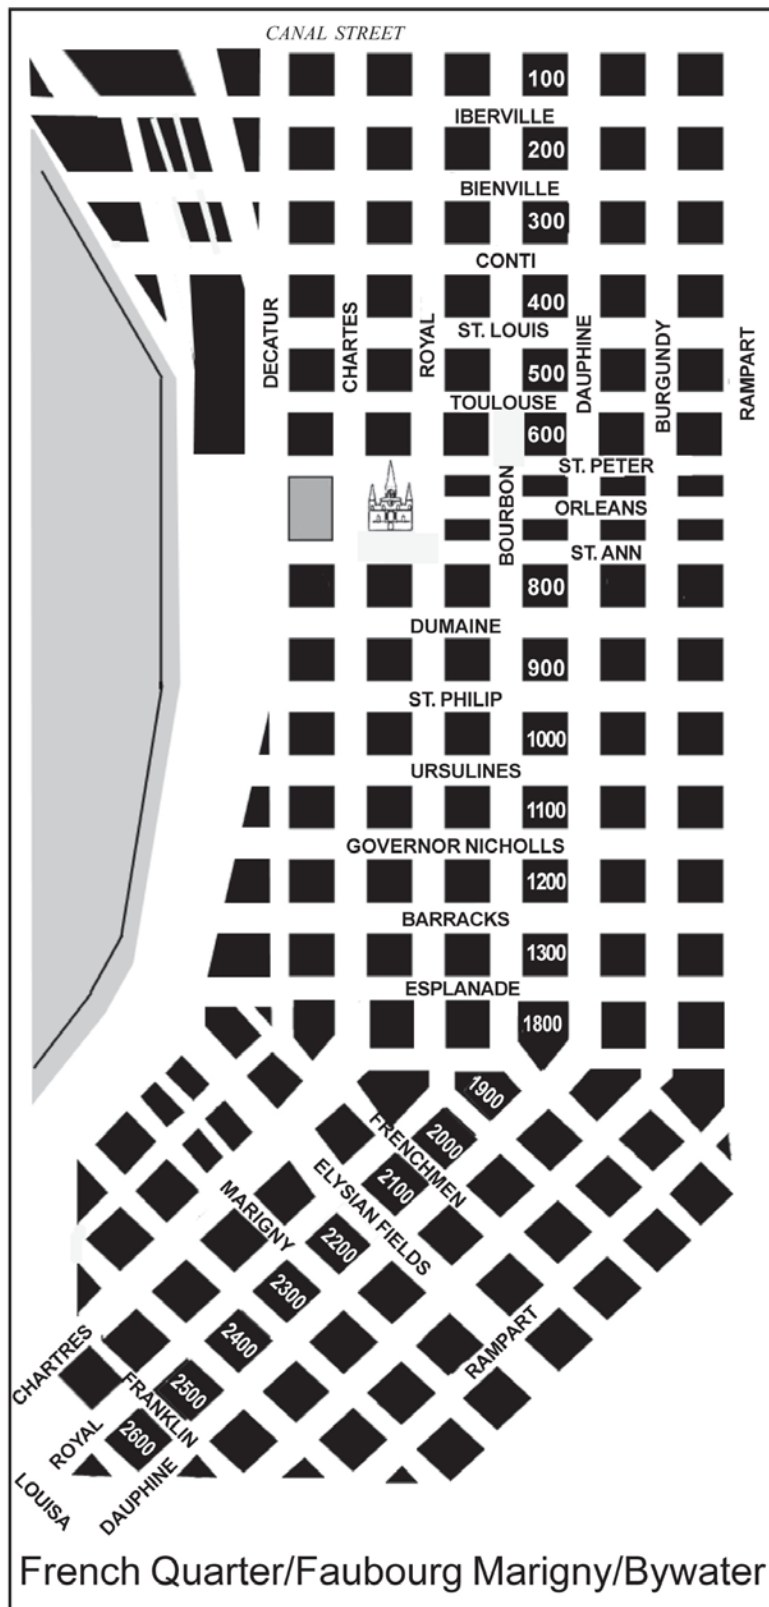 CANAL STREET
100
IBERVILLE
200
BIENVILLE
300
CONTI
400
DECATUR
CHARTES
ROYAL
ST. LOUIS
DAUPHINE
BURGUNDY
RAMPART
500
TOULOUSE
600
ST. PETER
BOURBON
ORLEANS
ST. ANN
800
DUMAINE
900
ST. PHILIP
1000
URSULINES
1100
GOVERNOR NICHOLLS
1200
BARRACKS
1300
ESPLANADE
1800
1900
FRENCHMEN
2000
ELYSIAN FIELDS
2100
MARIGNY
2200
2300
RAMPART
2400
CHARTRES
FRANKLIN
2500
ROYAL
2600
LOUISA
DAUPHINE
French Quarter/Faubourg Marigny/Bywater